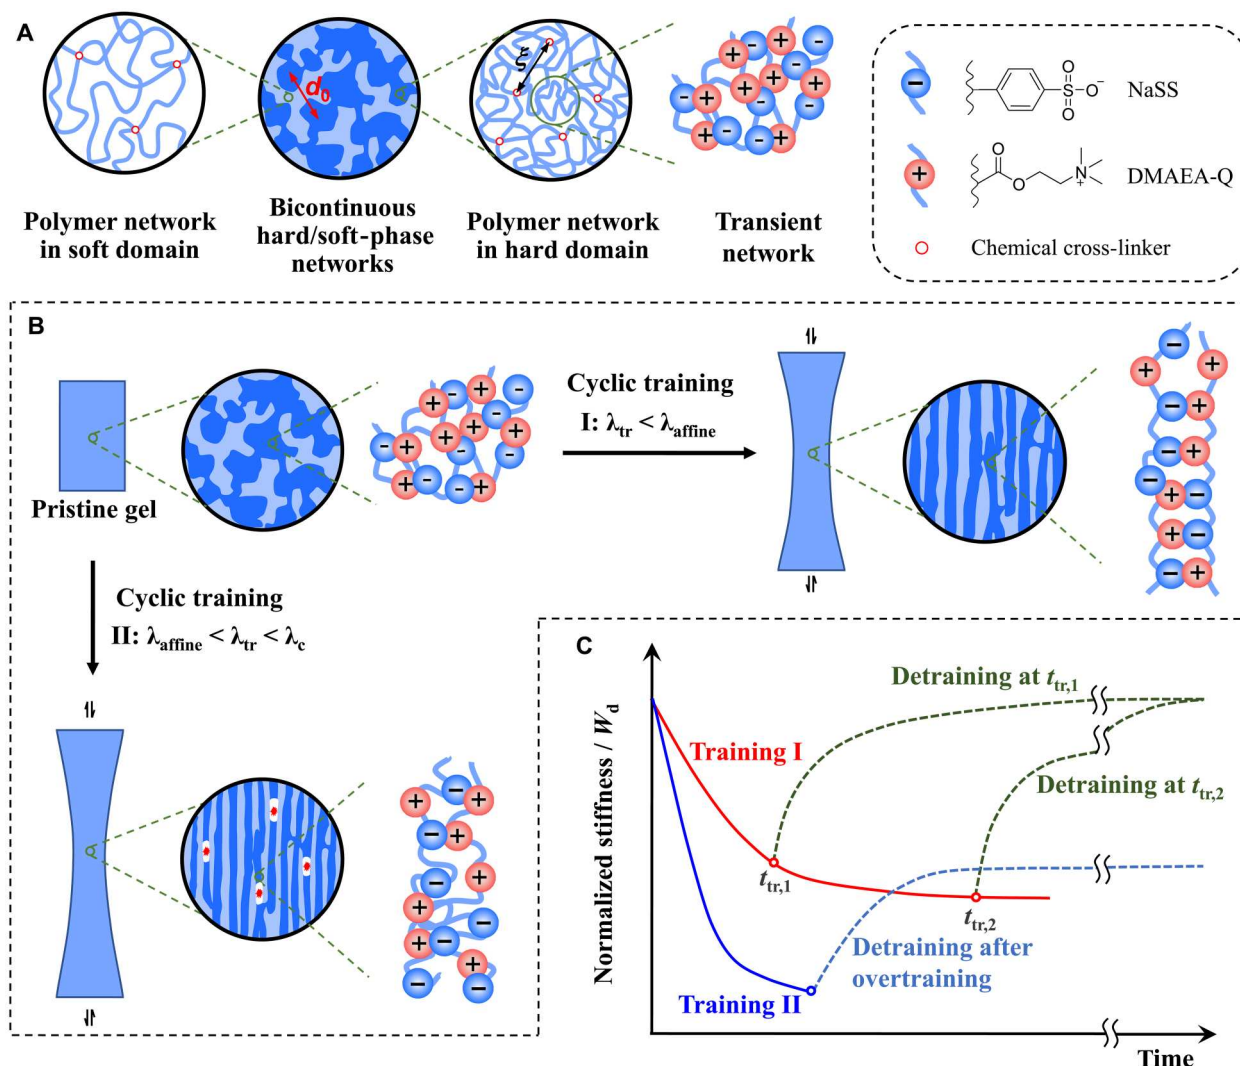 A
d₀
ξ
Polymer network
in soft domain
Bicontinuous
hard/soft-phase
networks
Polymer network
in hard domain
Transient
network
NaSS
DMAEA-Q
Chemical cross-linker
O
S
O
O⁻
O
O
N
+
B
Pristine gel
Cyclic training
I: λtr < λaffine
Cyclic training
II: λaffine < λtr < λc
C
Normalized stiffness / Wd
Training I
Training II
Detraining at ttr,1
Detraining at ttr,2
ttr,1
ttr,2
Detraining after
overtraining
Time